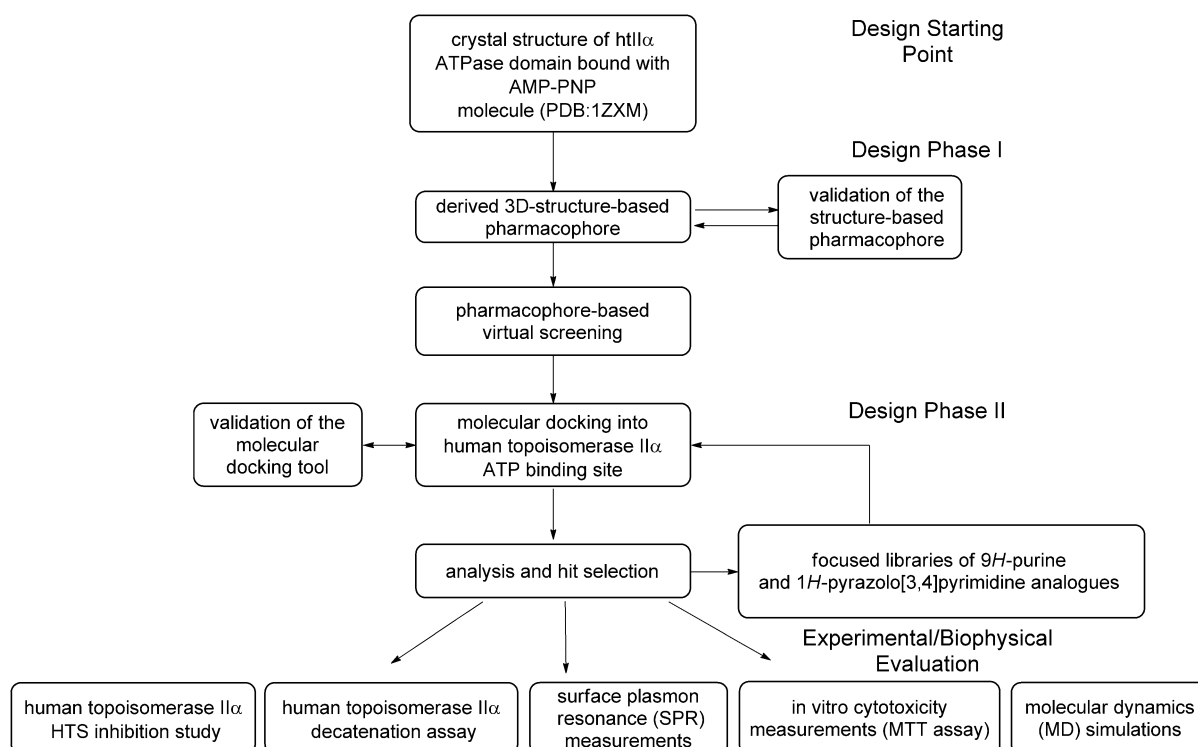 crystal structure of htIIα
ATPase domain bound with
AMP-PNP
molecule (PDB:1ZXM)
Design Starting
Point
Design Phase I
derived 3D-structure-based
pharmacophore
validation of the
structure-based
pharmacophore
pharmacophore-based
virtual screening
Design Phase II
validation of the
molecular
docking tool
molecular docking into
human topoisomerase IIα
ATP binding site
analysis and hit selection
focused libraries of 9H-purine
and 1H-pyrazolo[3,4]pyrimidine analogues
Experimental/Biophysical
Evaluation
human topoisomerase IIα
HTS inhibition study
human topoisomerase IIα
decatenation assay
surface plasmon
resonance (SPR)
measurements
in vitro cytotoxicity
measurements (MTT assay)
molecular dynamics
(MD) simulations